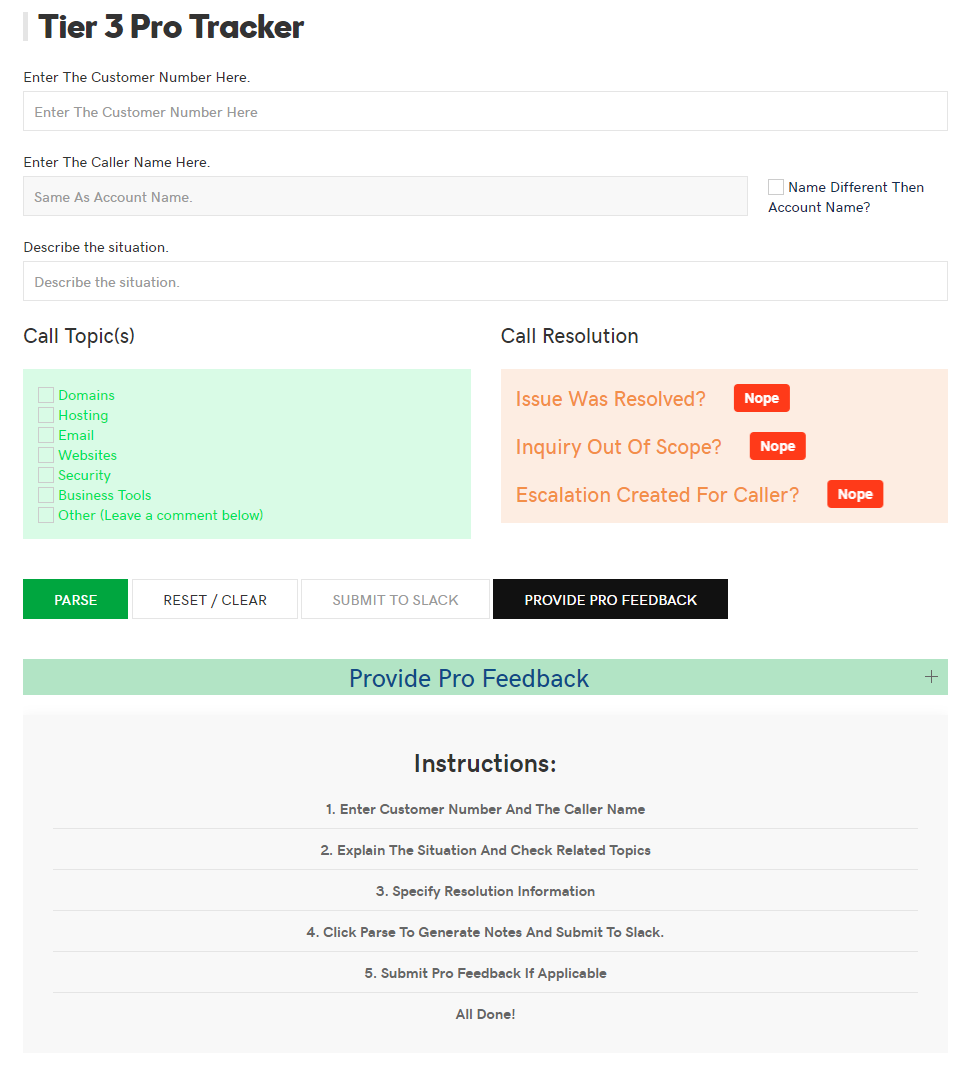 Tier 3 Pro Tracker
Enter The Customer Number Here.
Enter The Customer Number Here
Enter The Caller Name Here.
Same As Account Name.
Name Different Then
Account Name?
Describe the situation.
Describe the situation.
Call Topic(s)
Domains
Hosting
Email
Websites
Security
Business Tools
Other (Leave a comment below)
Call Resolution
Issue Was Resolved? Nope
Inquiry Out Of Scope? Nope
Escalation Created For Caller? Nope
PARSE RESET / CLEAR SUBMIT TO SLACK PROVIDE PRO FEEDBACK
Provide Pro Feedback
Instructions:
1. Enter Customer Number And The Caller Name
2. Explain The Situation And Check Related Topics
3. Specify Resolution Information
4. Click Parse To Generate Notes And Submit To Slack.
5. Submit Pro Feedback If Applicable
All Done!